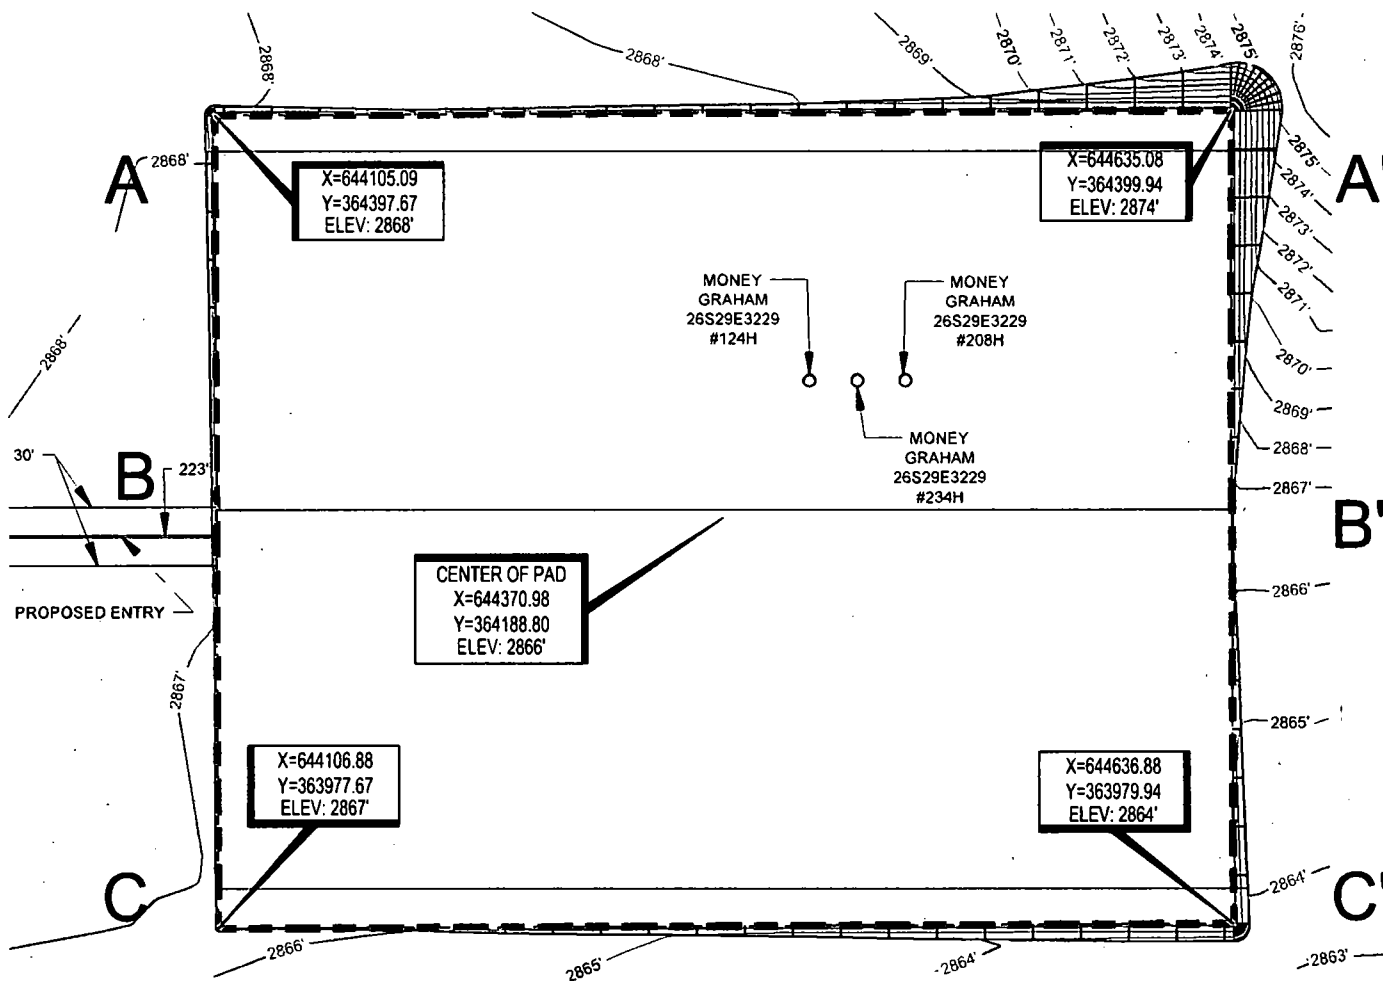 2868'
2868'
2869'
2870'
2871'
2872'
2873'
2874'
2875'
2876'
A
2868'
X=644105.09
Y=364397.67
ELEV: 2868'
X=644635.08
Y=364399.94
ELEV: 2874'
2875'
A'
2874'
2873'
2872'
2871'
2870'
2869'
2868'
2867'
MONEY
GRAHAM
26S29E3229
#124H
MONEY
GRAHAM
26S29E3229
#208H
MONEY
GRAHAM
26S29E3229
#234H
2868'
30'
B
223'
B'
PROPOSED ENTRY
CENTER OF PAD
X=644370.98
Y=364188.80
ELEV: 2866'
2866'
2867'
2865'
X=644106.88
Y=363977.67
ELEV: 2867'
X=644636.88
Y=363979.94
ELEV: 2864'
C
2864'
C'
2866'
2865'
2864'
2863'